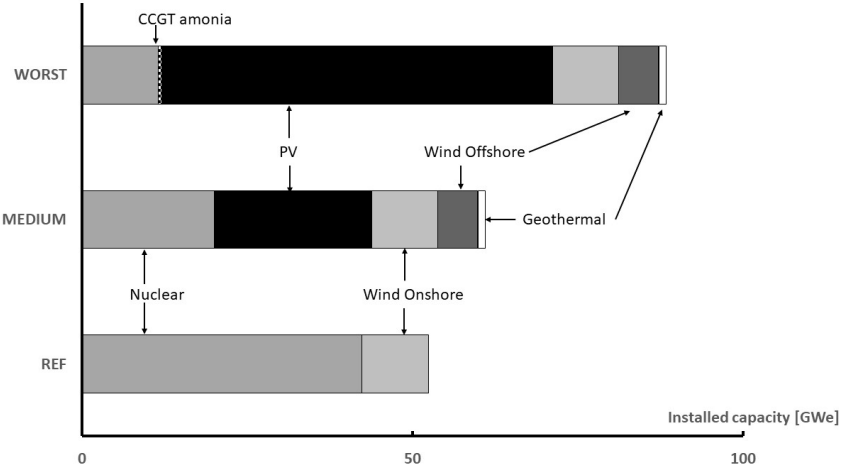 CCGT amonia
WORST
PV
Wind Offshore
MEDIUM
Geothermal
Nuclear
Wind Onshore
REF
Installed capacity [GWe]
0
50
100